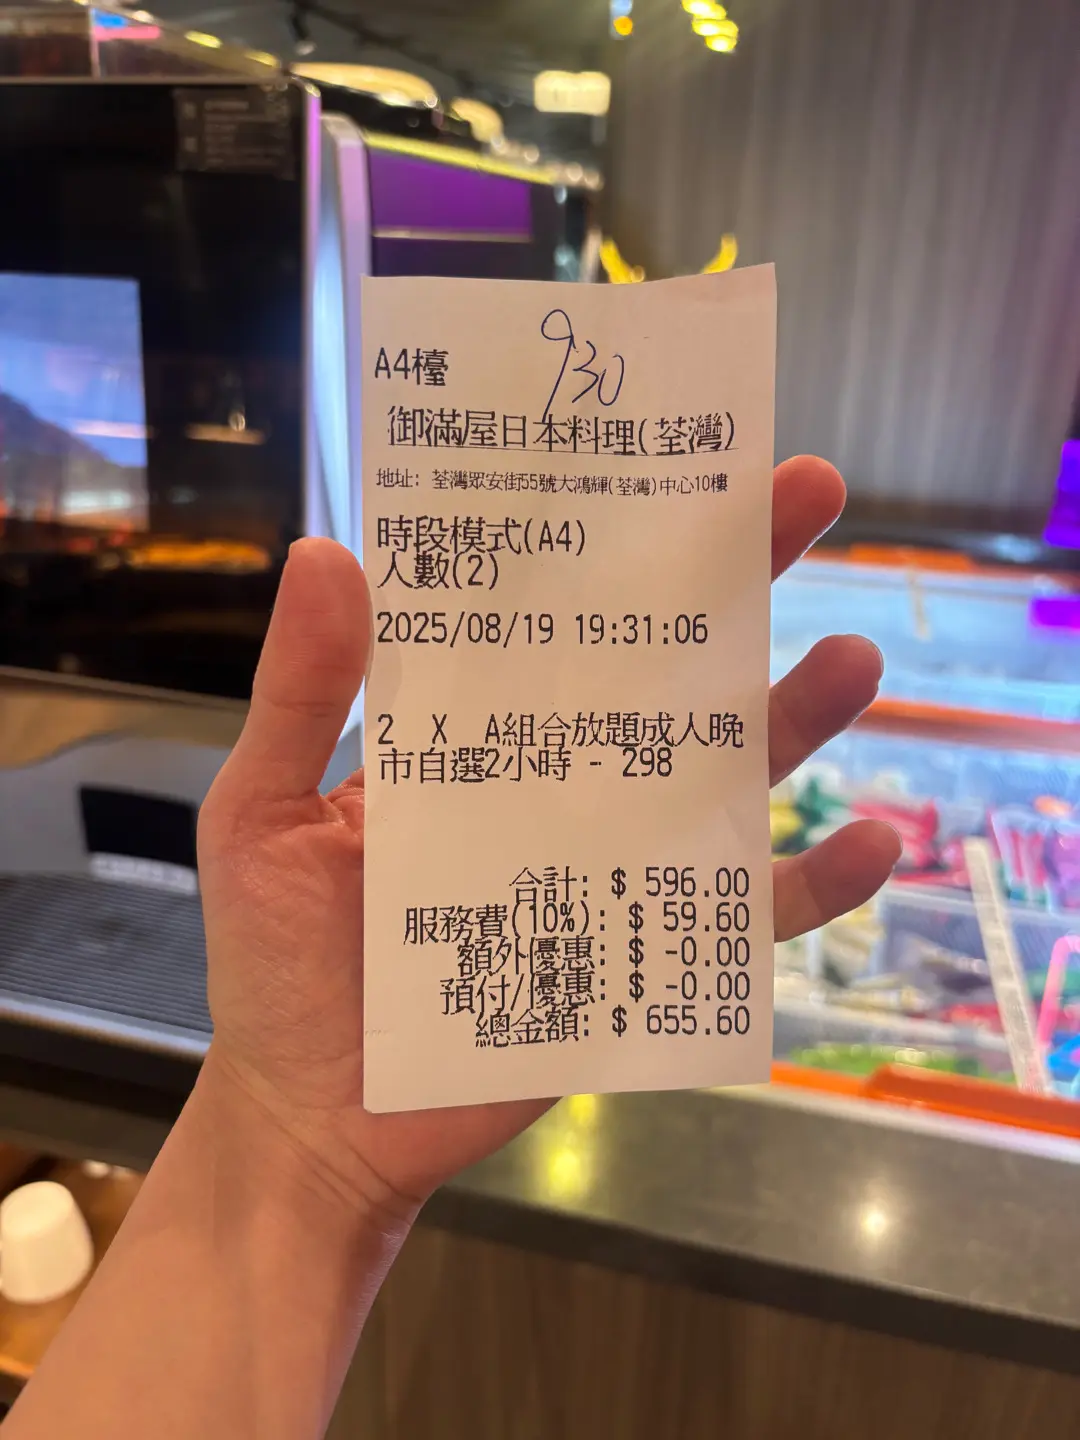 930
A4檯
御滿屋日本料理(荃灣)
地址: 荃灣眾安街55號大鴻輝(荃灣)中心10樓
時段模式(A4)
人數(2)
2025/08/19 19:31:06
2 X A組合放題成人晚
市自選2小時 - 298
合計: $ 596.00
服務費(10%): $ 59.60
額外優惠: $ -0.00
預付/優惠: $ -0.00
總金額: $ 655.60